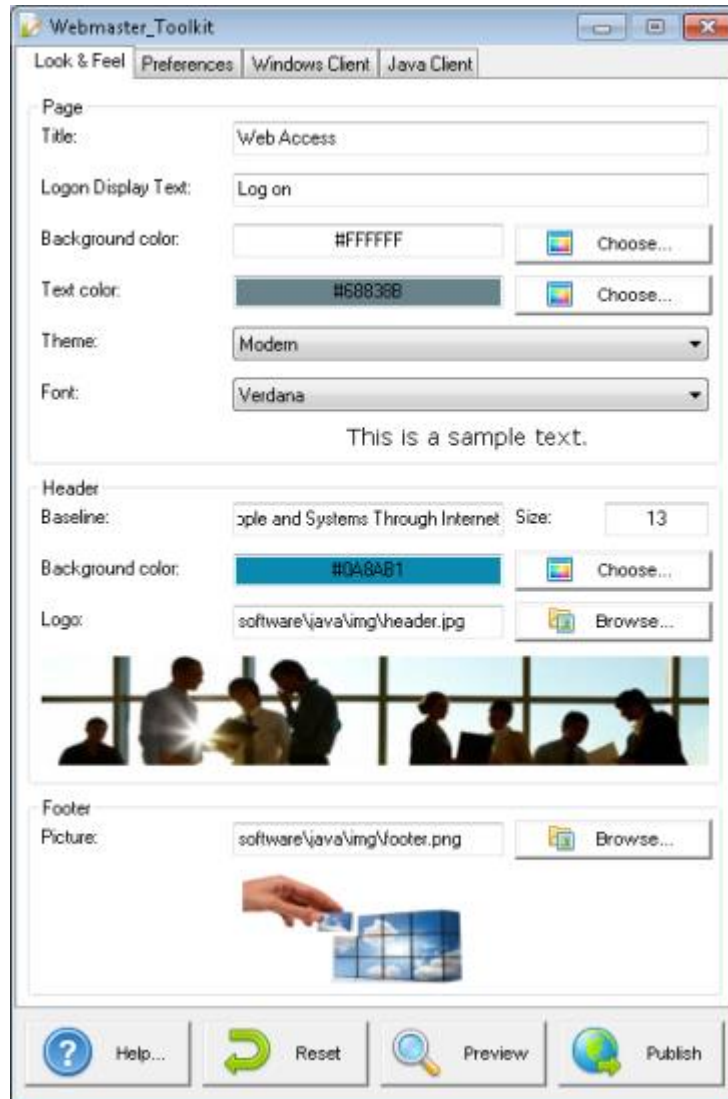 Webmaster_Toolkit
Look & Feel Preferences Windows Client Java Client
Page
Title: Web Access
Logon Display Text: Log on
Background color: #FFFFFF Choose...
Text color: #68838B Choose...
Theme: Modern
Font: Verdana
This is a sample text.
Header
Baseline: ople and Systems Through Internet Size: 13
Background color: #0A8AB1 Choose...
Logo: software\java\img\header.jpg Browse...
Footer
Picture: software\java\img\footer.png Browse...
Help... Reset Preview Publish